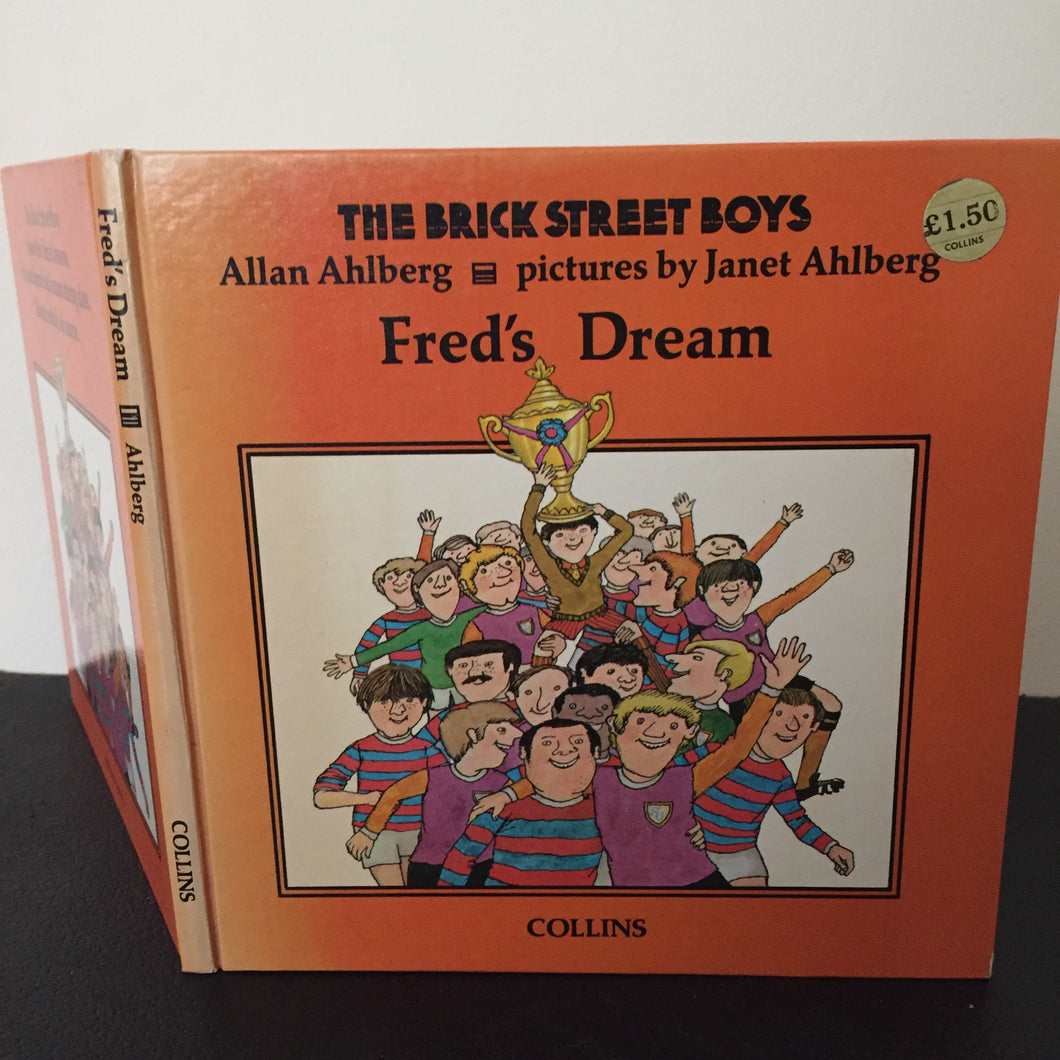 THE BRICK STREET BOYS
Allan Ahlberg pictures by Janet Ahlberg
Fred's Dream
£1.50
COLLINS
COLLINS
Fred's Dream Ahlberg
COLLINS